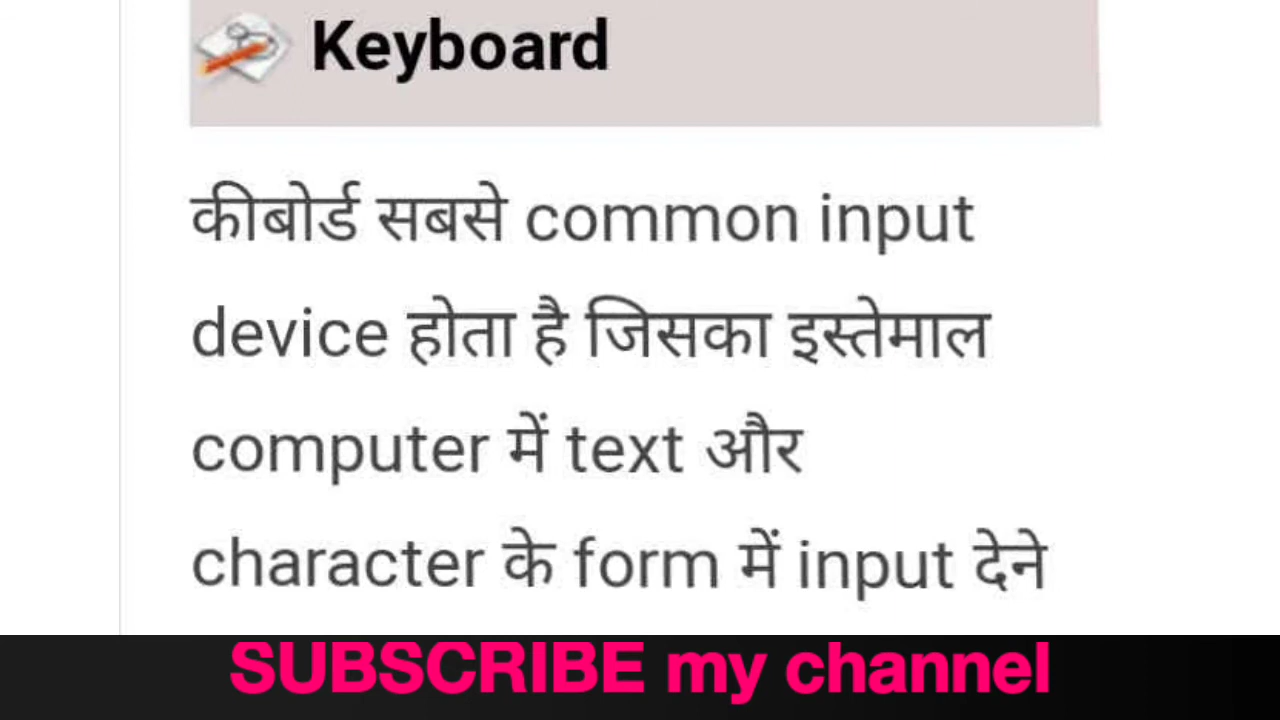 Keyboard
कीबोर्ड सबसे common input
device होता है जिसका इस्तेमाल
computer में text और
character के form में input देने
SUBSCRIBE my channel